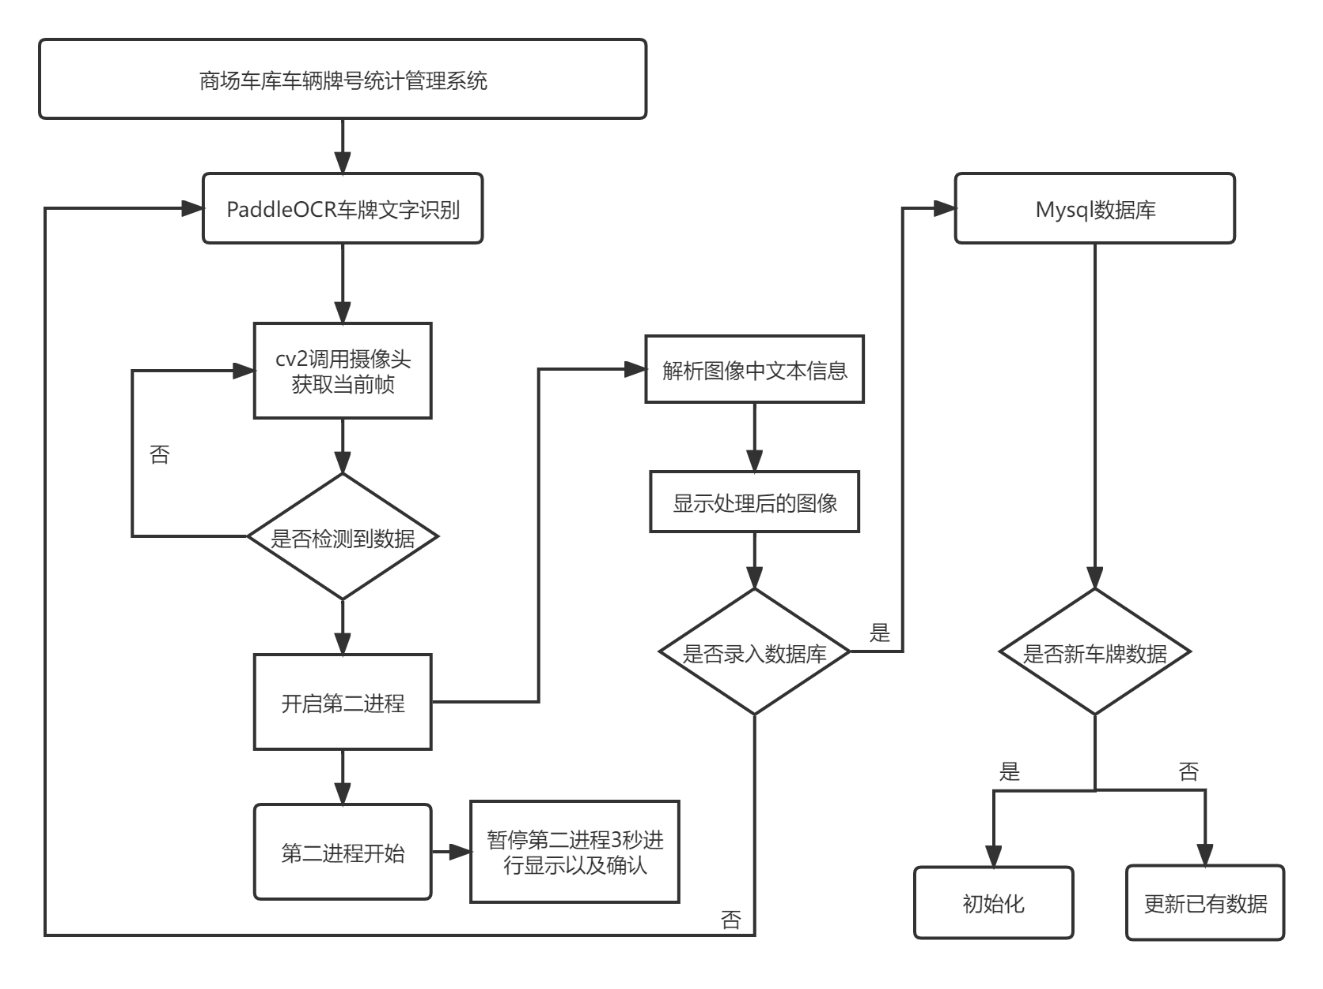 商场车库车辆牌号统计管理系统
PaddleOCR车牌文字识别
Mysql数据库
cv2调用摄像头
获取当前帧
解析图像中文本信息
否
显示处理后的图像
是否检测到数据
是
是否录入数据库
是否新车牌数据
开启第二进程
是
否
暂停第二进程3秒进
行显示以及确认
第二进程开始
初始化
更新已有数据
否